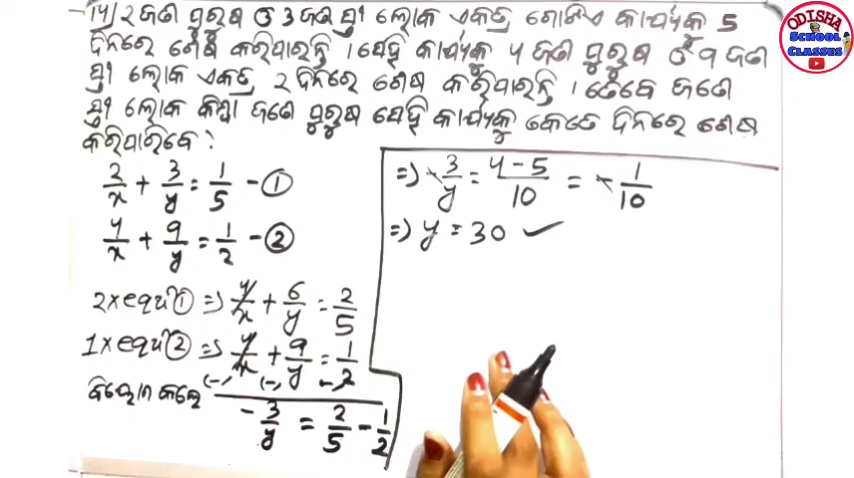 14// 2 ଜଣ ପୁରୁଷ ଓ 3 ଜଣ ସ୍ତ୍ରୀ ଲୋକ ଏକତ୍ର ଗୋଟିଏ କାର୍ଯ୍ୟକୁ 5
ଦିନରେ ଶେଷ କରିପାରନ୍ତି । ସେହି କାର୍ଯ୍ୟକୁ 4 ଜଣ ପୁରୁଷ ଓ 9 ଜଣ
ସ୍ତ୍ରୀ ଲୋକ ଏକତ୍ର 2 ଦିନରେ ଶେଷ କରିପାରନ୍ତି । ତେବେ ଜଣେ
ସ୍ତ୍ରୀ ଲୋକ କିମ୍ବା ଜଣେ ପୁରୁଷ ସେହି କାର୍ଯ୍ୟକୁ କେତେ ଦିନରେ ଶେଷ
କରିପାରିବେ ?
2/x + 3/y = 1/5 - ①
4/x + 9/y = 1/2 - ②
2×equⁿ① => 4/x + 6/y = 2/5
1×equⁿ② => 4/x + 9/y = 1/2
ବିୟୋଗ କଲେ (-) (-) (-)
- 3/y = 2/5 - 1/2
=> - 3/y = 4-5/10 = - 1/10
=> y = 30 ✓
ODISHA
SCHOOL
CLASSES